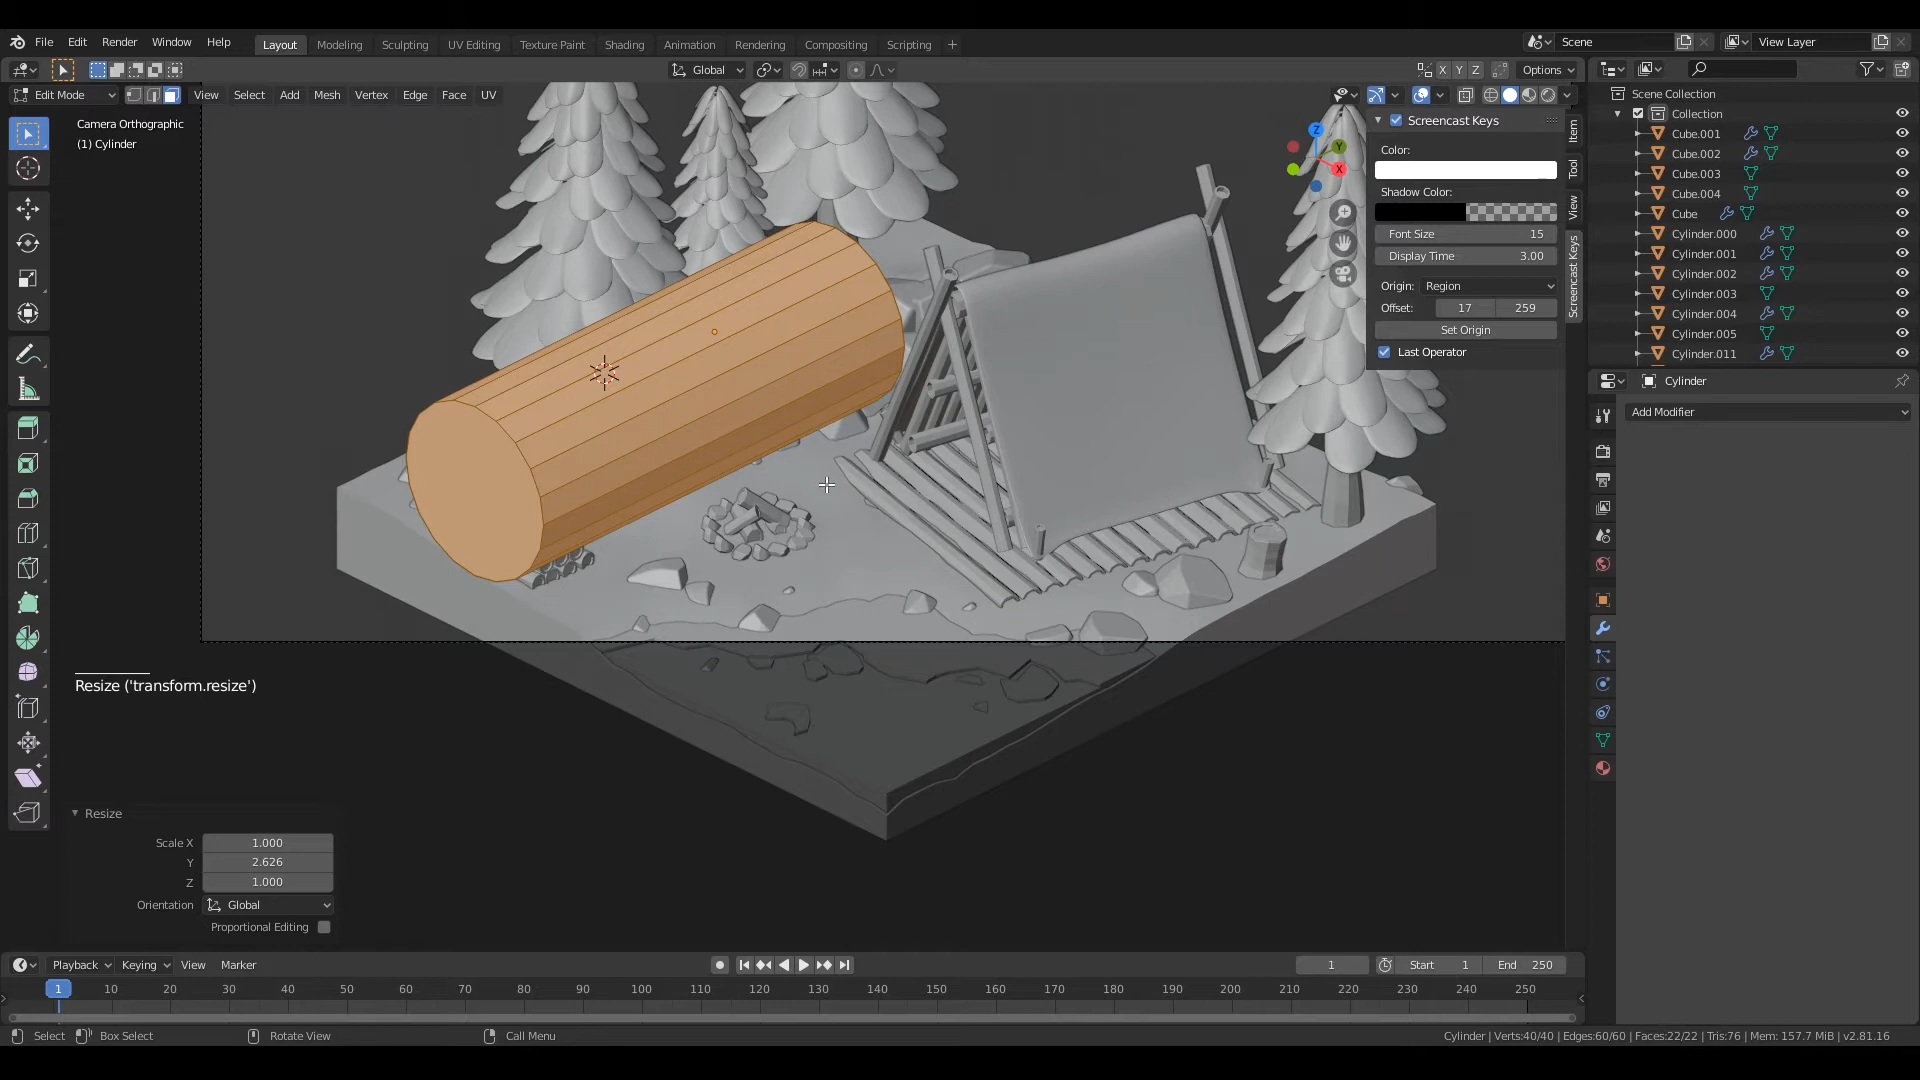 File Edit Render Window Help Layout Modeling Sculpting UV Editing Texture Paint Shading Animation Rendering Compositing Scripting + Scene View Layer
Global X Y Z Options
Edit Mode View Select Add Mesh Vertex Edge Face UV
Camera Orthographic
(1) Cylinder
Z
Y
X
Screencast Keys
Color:
Shadow Color:
Font Size 15
Display Time 3.00
Origin: Region
Offset: 17 259
Set Origin
Last Operator
Item
Tool
View
Screencast Keys
Scene Collection
Collection
Cube.001
Cube.002
Cube.003
Cube.004
Cube
Cylinder.000
Cylinder.001
Cylinder.002
Cylinder.003
Cylinder.004
Cylinder.005
Cylinder.011
Cylinder
Add Modifier
Resize ('transform.resize')
Resize
Scale X 1.000
Y 2.626
Z 1.000
Orientation Global
Proportional Editing
Playback Keying View Marker 1 Start 1 End 250
1 10 20 30 40 50 60 70 80 90 100 110 120 130 140 150 160 170 180 190 200 210 220 230 240 250
Select Box Select Rotate View Call Menu Cylinder | Verts:40/40 | Edges:60/60 | Faces:22/22 | Tris:76 | Mem: 157.7 MiB | v2.81.16